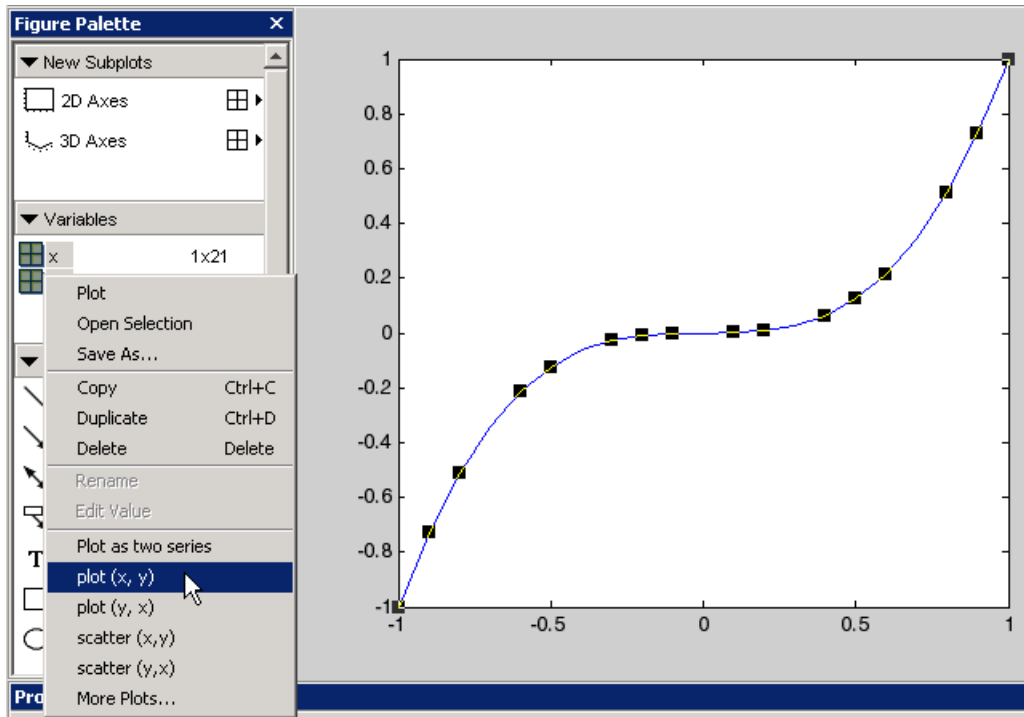 Figure Palette ×
New Subplots
2D Axes
3D Axes
Variables
x 1x21
Plot
Open Selection
Save As...
Copy Ctrl+C
Duplicate Ctrl+D
Delete Delete
Rename
Edit Value
Plot as two series
plot (x, y)
plot (y, x)
scatter (x,y)
scatter (y,x)
More Plots...
T
Pro
1
0.8
0.6
0.4
0.2
0
-0.2
-0.4
-0.6
-0.8
-1
-1 -0.5 0 0.5 1